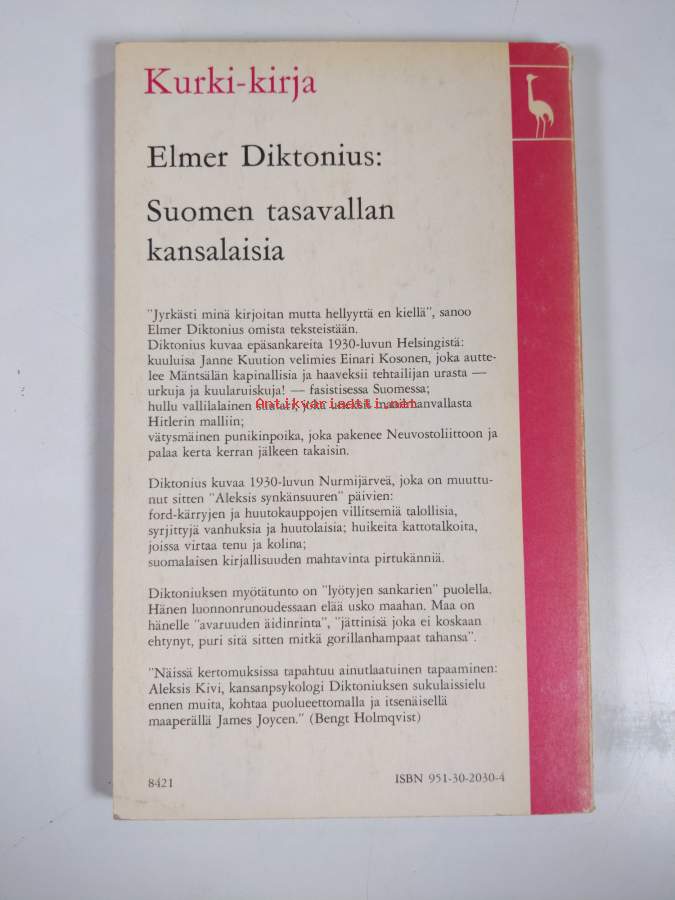 Kurki-kirja
Elmer Diktonius:
Suomen tasavallan
kansalaisia
"Jyrkästi minä kirjoitan mutta hellyyttä en kiellä", sanoo
Elmer Diktonius omista teksteistään.
Diktonius kuvaa epäsankareita 1930-luvun Helsingistä:
kuuluisa Janne Kuution velimies Einari Kosonen, joka autte-
lee Mäntsälän kapinallisia ja haaveksii tehtailijan urasta —
urkuja ja kuularuiskuja! — fasistisessa Suomessa;
hullu vallilalainen joka maailmanvallasta
Antikvariaatti.net
Hitlerin malliin;
vätysmäinen punikinpoika, joka pakenee Neuvostoliittoon ja
palaa kerta kerran jälkeen takaisin.
Diktonius kuvaa 1930-luvun Nurmijärveä, joka on muuttu-
nut sitten "Aleksis synkänsuuren" päivien:
ford-kärryjen ja huutokauppojen villitsemiä talollisia,
syrjittyjä vanhuksia ja huutolaisia; huikeita kattotalkoita,
joissa virtaa tenu ja kolina;
suomalaisen kirjallisuuden mahtavinta pirtukänniä.
Diktoniuksen myötätunto on "lyötyjen sankarien" puolella.
Hänen luonnonrunoudessaan elää usko maahan. Maa on
hänelle "avaruuden äidinrinta", "jättinisä joka ei koskaan
ehtynyt, puri sitä sitten mitkä gorillanhampaat tahansa".
"Näissä kertomuksissa tapahtuu ainutlaatuinen tapaaminen:
Aleksis Kivi, kansanpsykologi Diktoniuksen sukulaissielu
ennen muita, kohtaa puolueettomalla ja itsenäisellä
maaperällä James Joycen." (Bengt Holmqvist)
8421
ISBN 951-30-2030-4